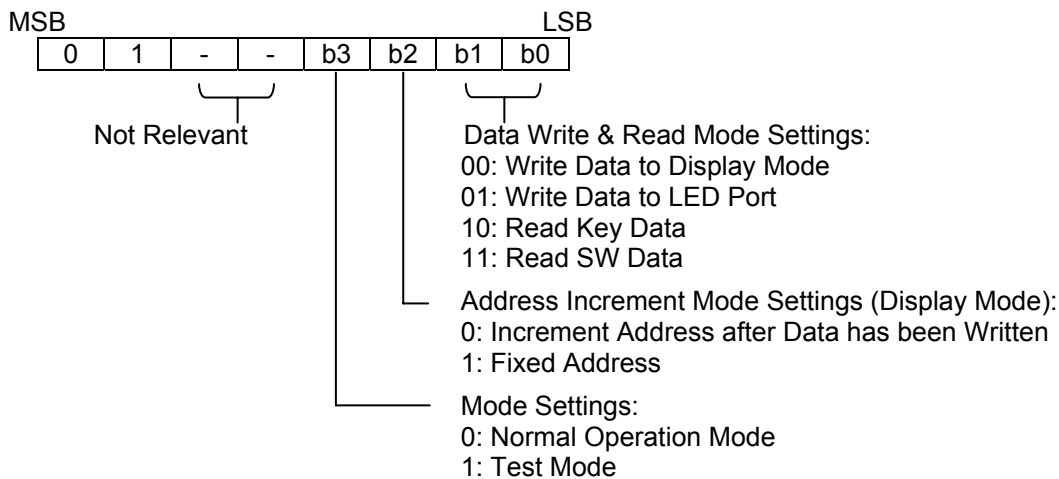 MSB LSB
0 1 - - b3 b2 b1 b0
Not Relevant
Data Write & Read Mode Settings:
00: Write Data to Display Mode
01: Write Data to LED Port
10: Read Key Data
11: Read SW Data
Address Increment Mode Settings (Display Mode):
0: Increment Address after Data has been Written
1: Fixed Address
Mode Settings:
0: Normal Operation Mode
1: Test Mode